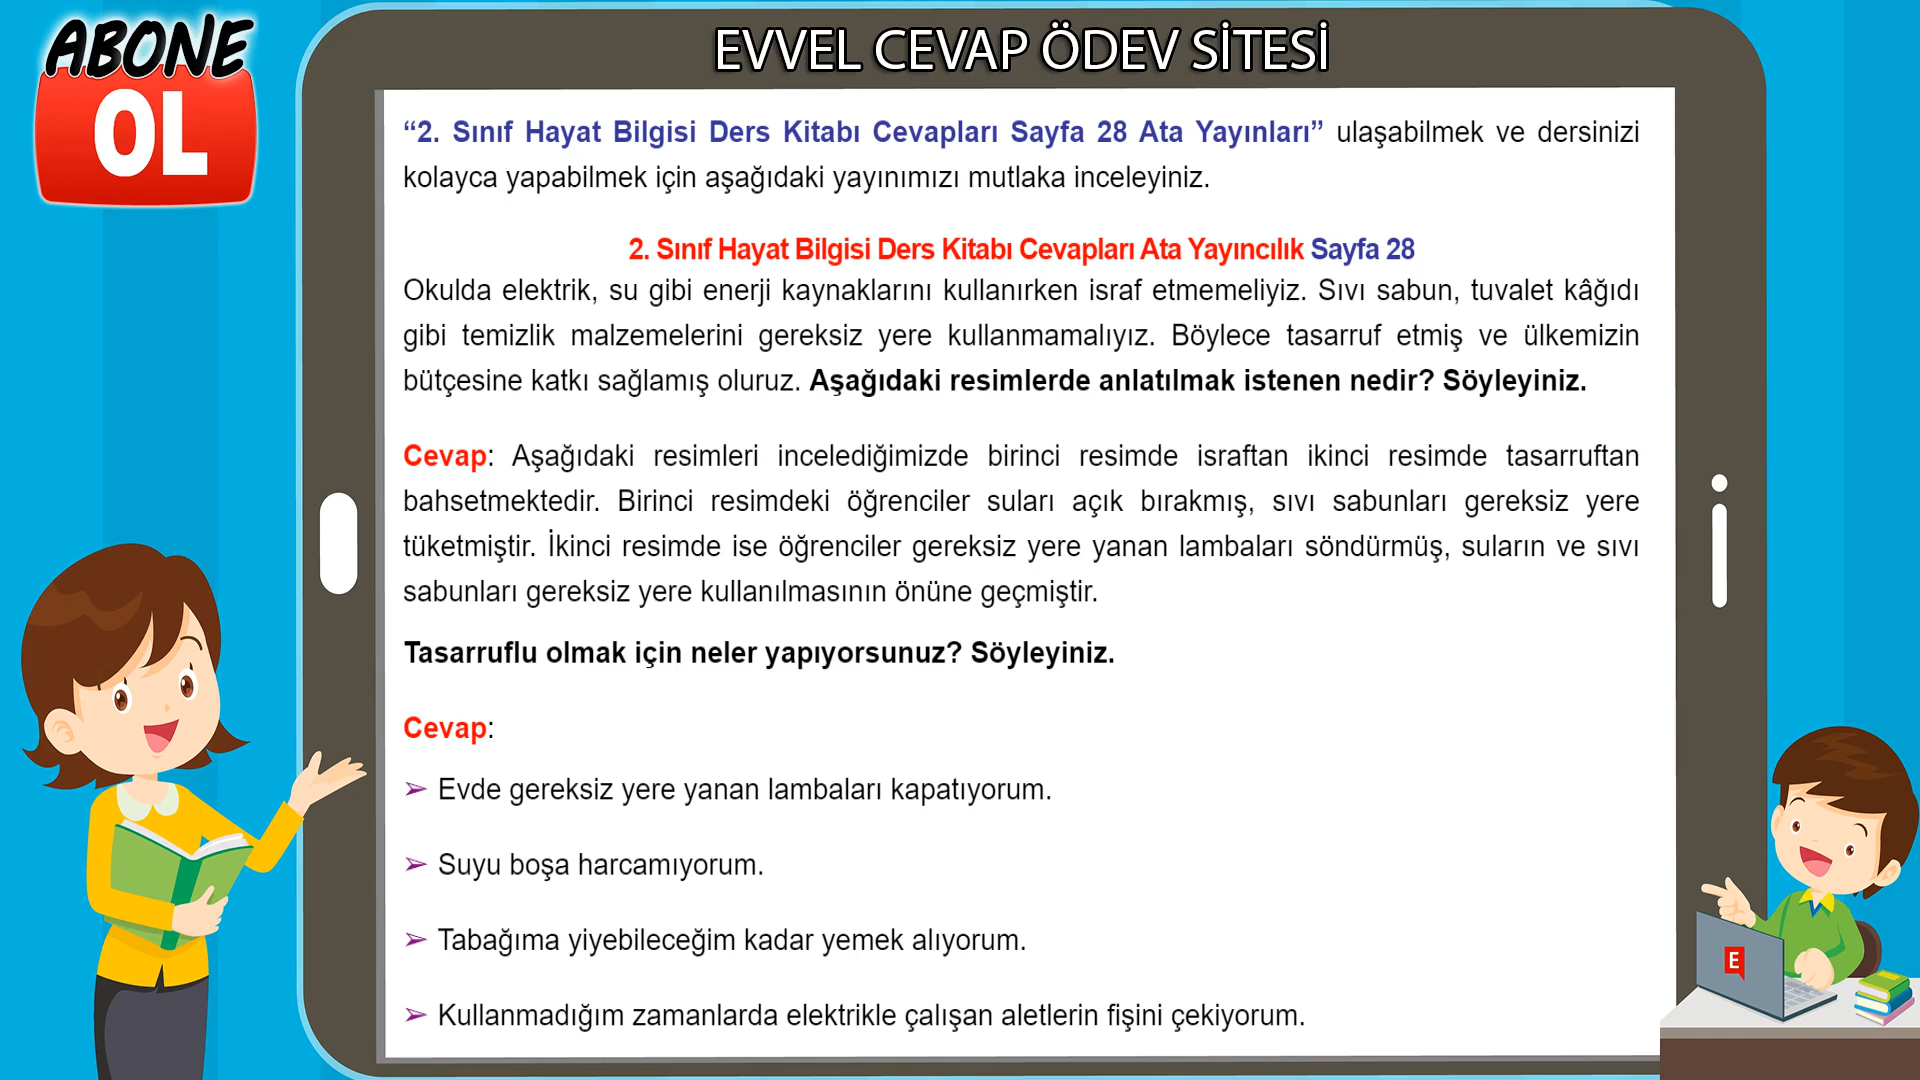 ABONE
OL
EVVEL CEVAP ÖDEV SİTESİ
“2. Sınıf Hayat Bilgisi Ders Kitabı Cevapları Sayfa 28 Ata Yayınları” ulaşabilmek ve dersinizi
kolayca yapabilmek için aşağıdaki yayınımızı mutlaka inceleyiniz.
2. Sınıf Hayat Bilgisi Ders Kitabı Cevapları Ata Yayıncılık Sayfa 28
Okulda elektrik, su gibi enerji kaynaklarını kullanırken israf etmemeliyiz. Sıvı sabun, tuvalet kâğıdı
gibi temizlik malzemelerini gereksiz yere kullanmamalıyız. Böylece tasarruf etmiş ve ülkemizin
bütçesine katkı sağlamış oluruz. Aşağıdaki resimlerde anlatılmak istenen nedir? Söyleyiniz.
Cevap: Aşağıdaki resimleri incelediğimizde birinci resimde israftan ikinci resimde tasarruftan
bahsetmektedir. Birinci resimdeki öğrenciler suları açık bırakmış, sıvı sabunları gereksiz yere
tüketmiştir. İkinci resimde ise öğrenciler gereksiz yere yanan lambaları söndürmüş, suların ve sıvı
sabunları gereksiz yere kullanılmasının önüne geçmiştir.
Tasarruflu olmak için neler yapıyorsunuz? Söyleyiniz.
Cevap:
➢ Evde gereksiz yere yanan lambaları kapatıyorum.
➢ Suyu boşa harcamıyorum.
➢ Tabağıma yiyebileceğim kadar yemek alıyorum.
➢ Kullanmadığım zamanlarda elektrikle çalışan aletlerin fişini çekiyorum.
E